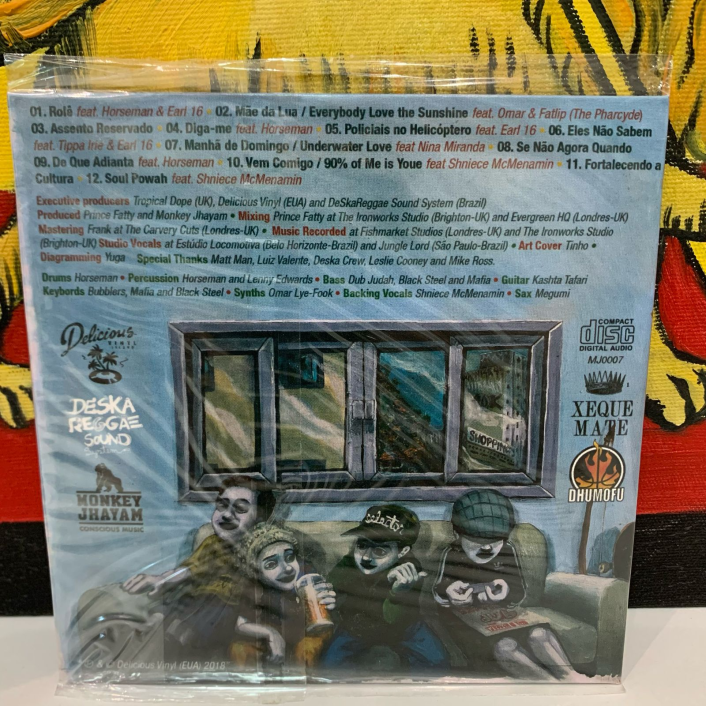 01. Rolê feat. Horseman & Earl 16 • 02. Mãe da Lua / Everybody Love the Sunshine feat. Omar & Fatlip (The Pharcyde)
03. Assento Reservado • 04. Diga-me feat. Horseman • 05. Policiais no Helicóptero feat. Earl 16 • 06. Eles Não Sabem
feat. Tippa Irie & Earl 16 • 07. Manhã de Domingo / Underwater Love feat Nina Miranda • 08. Se Não Agora Quando
09. De Que Adianta feat. Horseman • 10. Vem Comigo / 90% of Me is Youe feat Shniece McMenamin • 11. Fortalecendo a
Cultura • 12. Soul Powah feat. Shniece McMenamin
Executive producers Tropical Dope (UK), Delicious Vinyl (EUA) and DeSkaReggae Sound System (Brazil)
Produced Prince Fatty and Monkey Jhayam • Mixing Prince Fatty at The Ironworks Studio (Brighton-UK) and Evergreen HQ (Londres-UK)
Mastering Frank at The Carvery Cuts (Londres-UK) • Music Recorded at Fishmarket Studios (Londres-UK) and The Ironworks Studio
(Brighton-UK) Studio Vocals at Estúdio Locomotiva (Belo Horizonte-Brazil) and Jungle Lord (São Paulo-Brazil) • Art Cover Tinho •
Diagramming Yuga Special Thanks Matt Man, Luiz Valente, Deska Crew, Leslie Cooney and Mike Ross.
Drums Horseman • Percussion Horseman and Lenny Edwards • Bass Dub Judah, Black Steel and Mafia • Guitar Kashta Tafari
Keybords Bubblers, Mafia and Black Steel • Synths Omar Lye-Fook • Backing Vocals Shniece McMenamin • Sax Megumi
Delicious
VINYL
COMPACT
disc
DIGITAL AUDIO
MJ0007
DESKA
REGGAE
SOUND
XEQUE
MATE
SHOPPING
DHUMOFU
MONKEY
JHAYAM
CONSCIOUS MUSIC
selector
℗ & © Delicious Vinyl (EUA) 2018